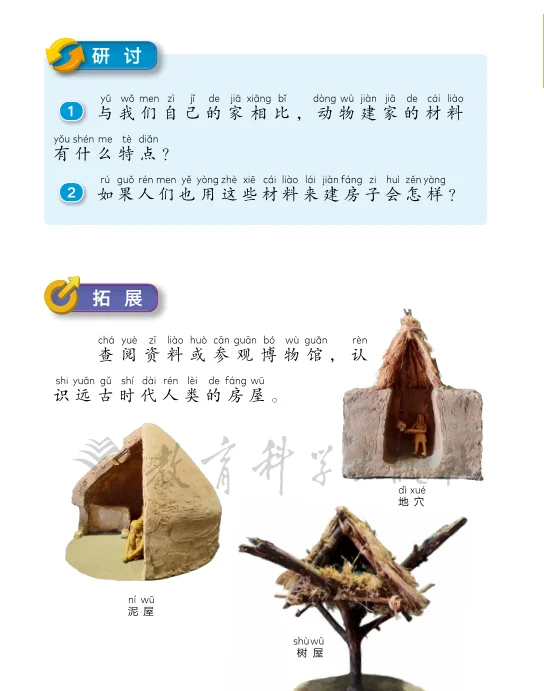 研讨
yǔ wǒ men zì jǐ de jiā xiāng bǐ dòng wù jiàn jiā de cái liào
1 与我们自己的家相比，动物建家的材料
yǒu shén me tè diǎn
有什么特点？
rú guǒ rén men yě yòng zhè xiē cái liào lái jiàn fáng zi huì zěn yàng
2 如果人们也用这些材料来建房子会怎样？
拓展
chá yuè zī liào huò cān guān bó wù guǎn rèn
查阅资料或参观博物馆，认
shi yuǎn gǔ shí dài rén lèi de fáng wū
识远古时代人类的房屋。
教育科学
dì xué
地穴
ní wū
泥屋
shù wū
树屋